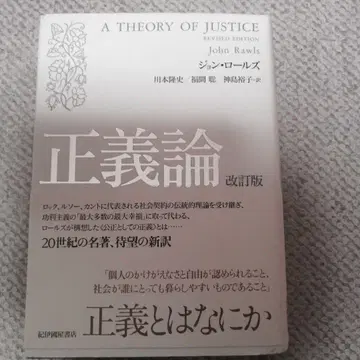 A THEORY OF JUSTICE
REVISED EDITION
John Rawls
ジョン・ロールズ
川本隆史／福間 聡 神島裕子・訳
正義論
改訂版
ロック、ルソー、カントに代表される社会契約の伝統的理論を受け継ぎ、
功利主義の「最大多数の最大幸福」に取って代わる、
ロールズが構想した〈公正としての正義〉とは……
20世紀の名著、待望の新訳
「個人のかけがえなさと自由が認められること、
社会が誰にとっても暮らしやすいものであること」
正義とはなにか
紀伊國屋書店